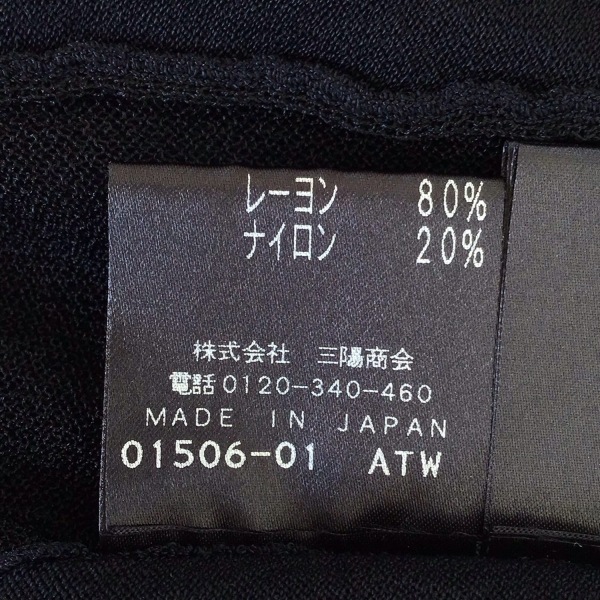 レーヨン 80%
ナイロン 20%
株式会社 三陽商会
電話0120-340-460
MADE IN JAPAN
01506-01 ATW